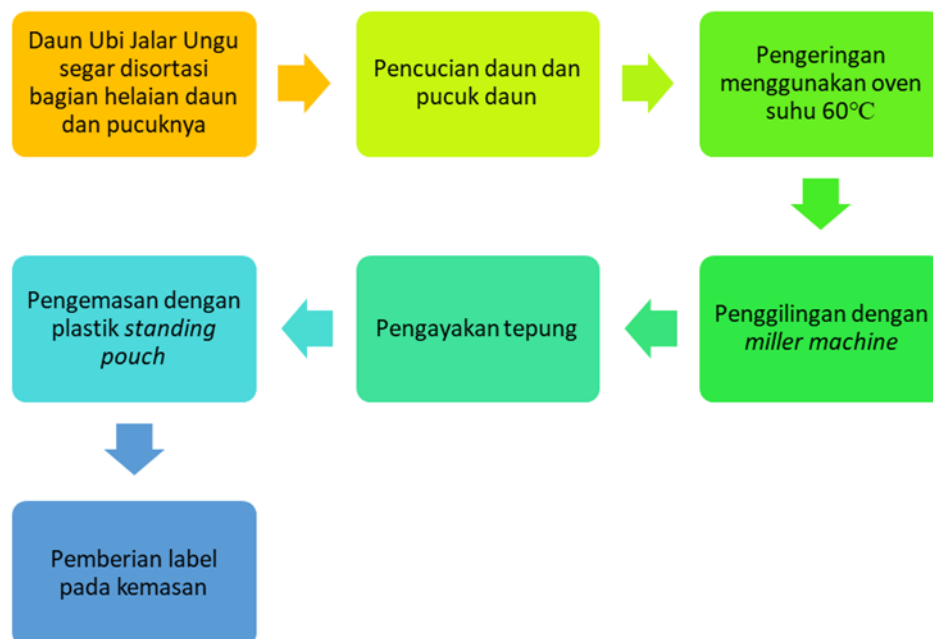 Daun Ubi Jalar Ungu
segar disortasi
bagian helaian daun
dan pucuknya
Pencucian daun dan
pucuk daun
Pengeringan
menggunakan oven
suhu 60℃
Penggilingan dengan
miller machine
Pengayakan tepung
Pengemasan dengan
plastik standing
pouch
Pemberian label
pada kemasan